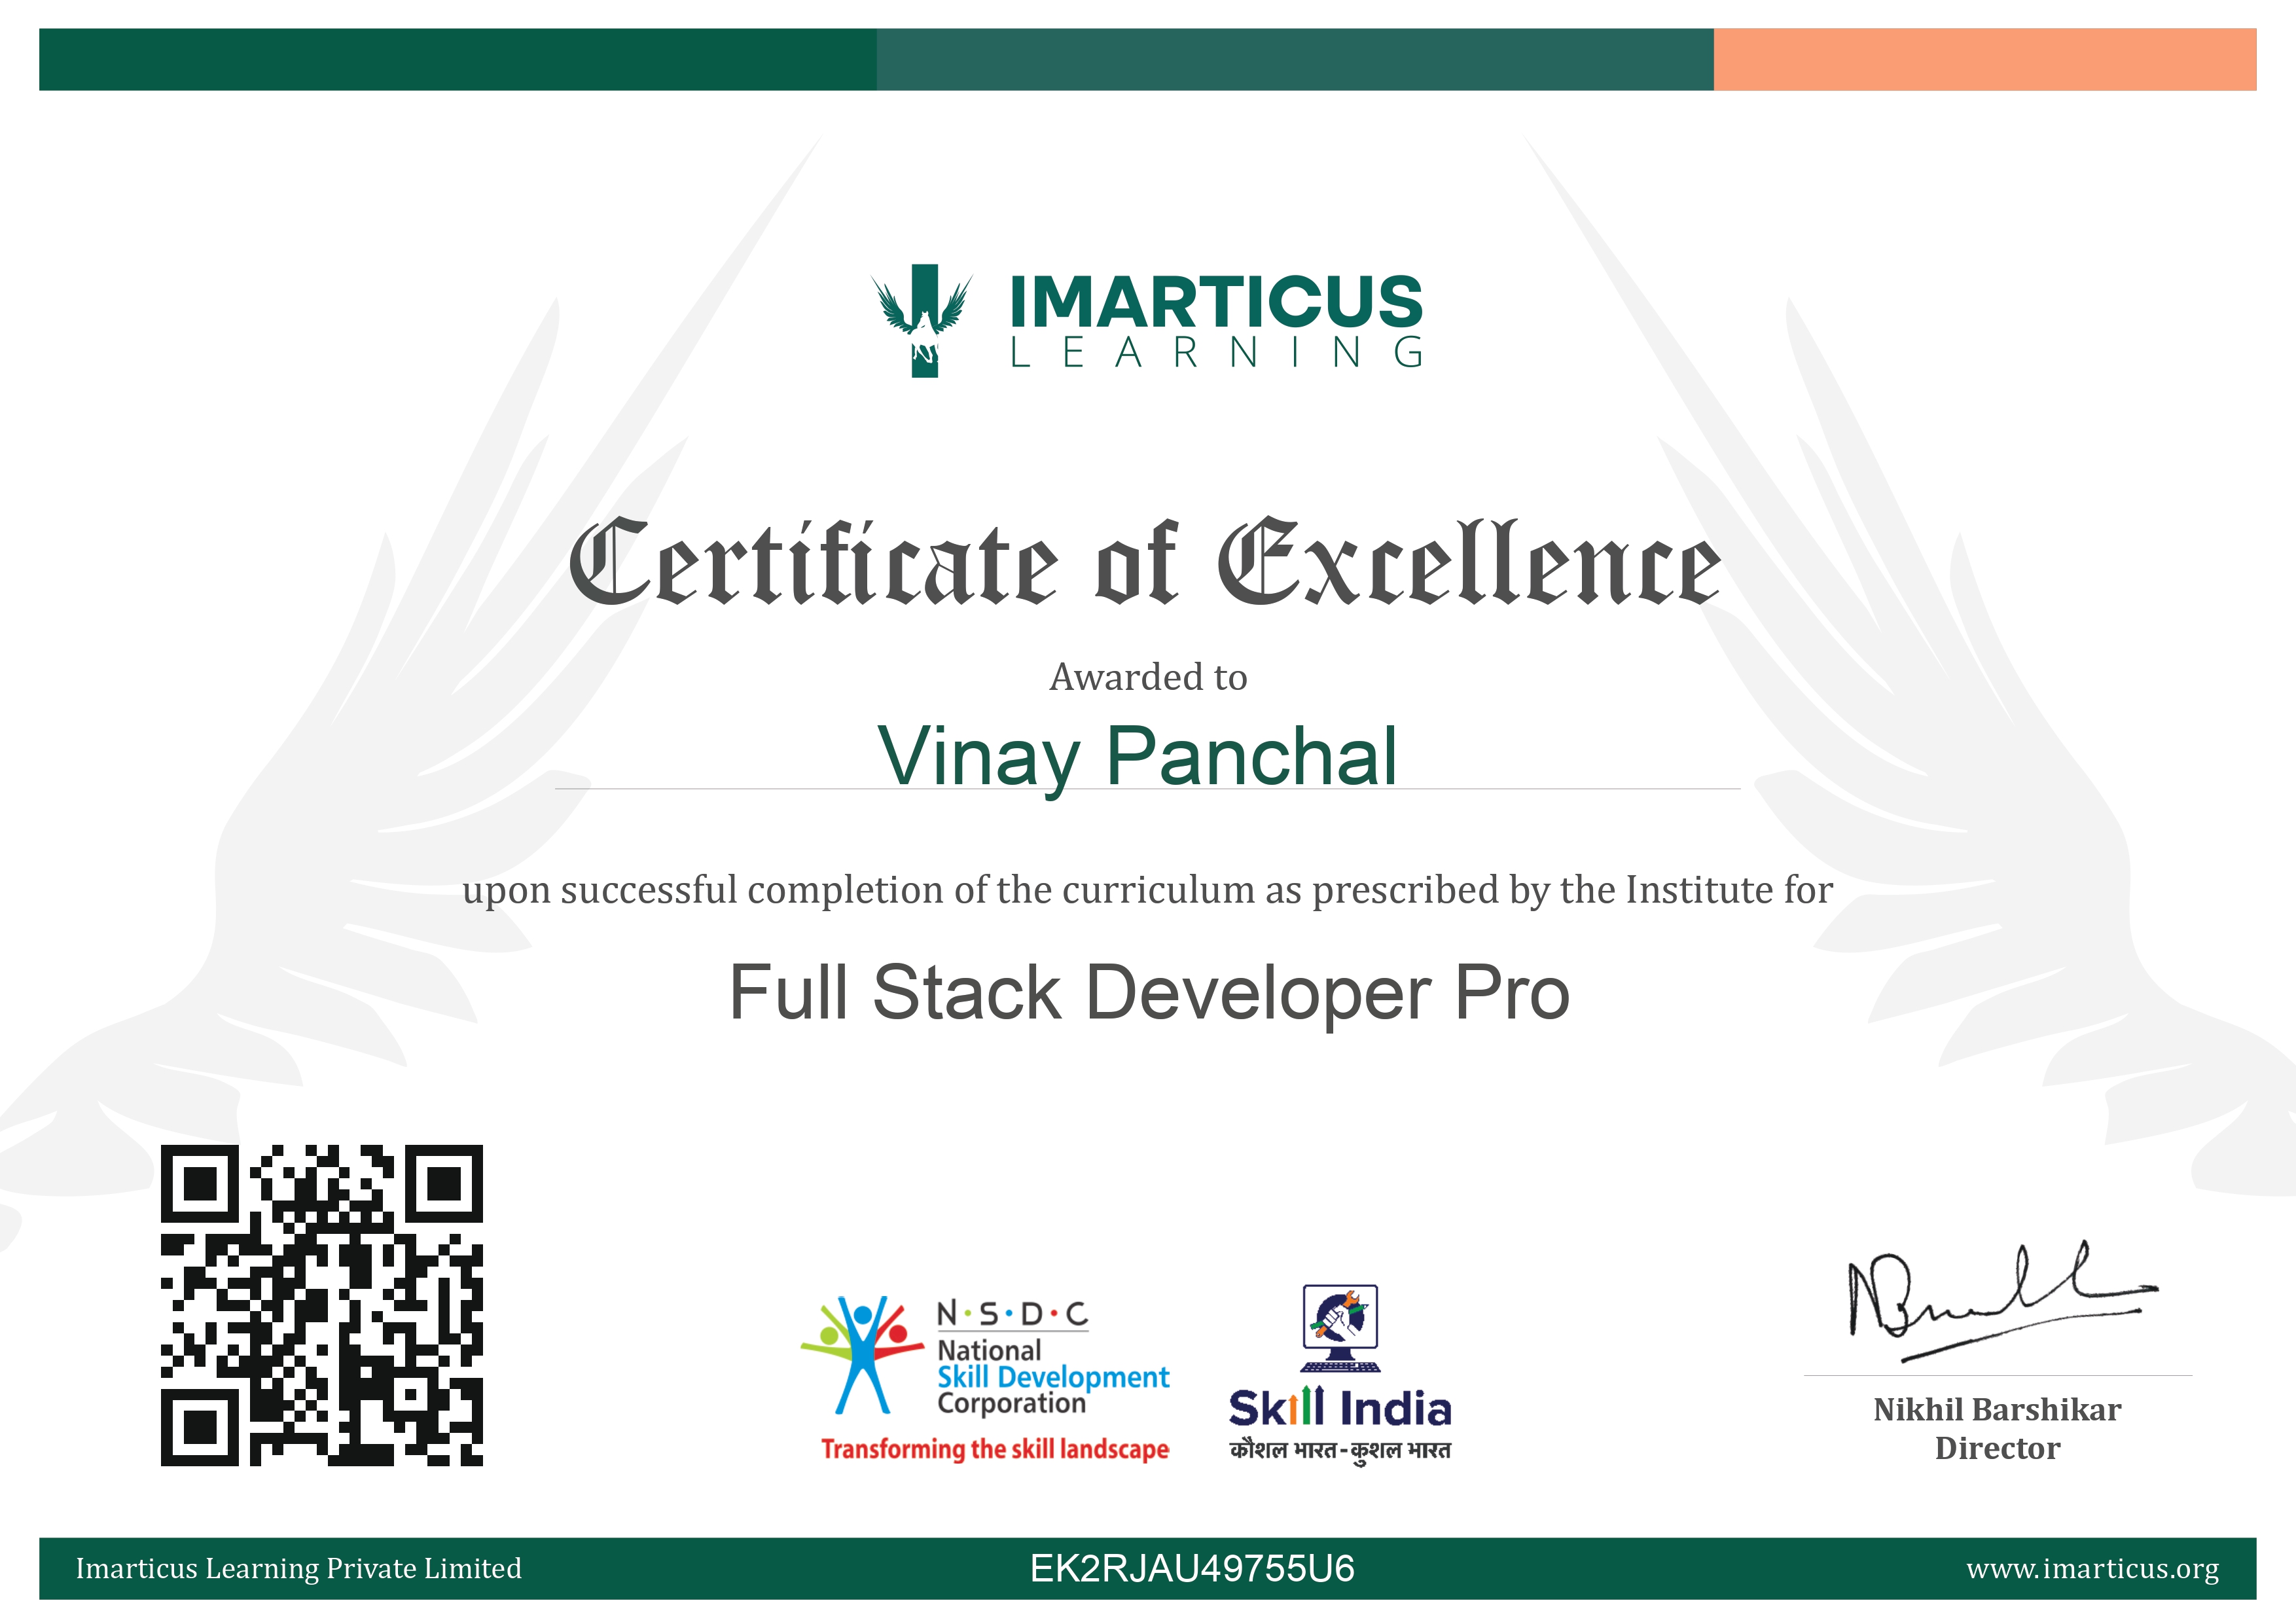 IMARTICUS
LEARNING
Certificate of Excellence
Awarded to
Vinay Panchal
upon successful completion of the curriculum as prescribed by the Institute for
Full Stack Developer Pro
N·S·D·C
National
Skill Development
Corporation
Transforming the skill landscape
Skill India
कौशल भारत-कुशल भारत
Nikhil Barshikar
Director
Imarticus Learning Private Limited
EK2RJAU49755U6
www.imarticus.org